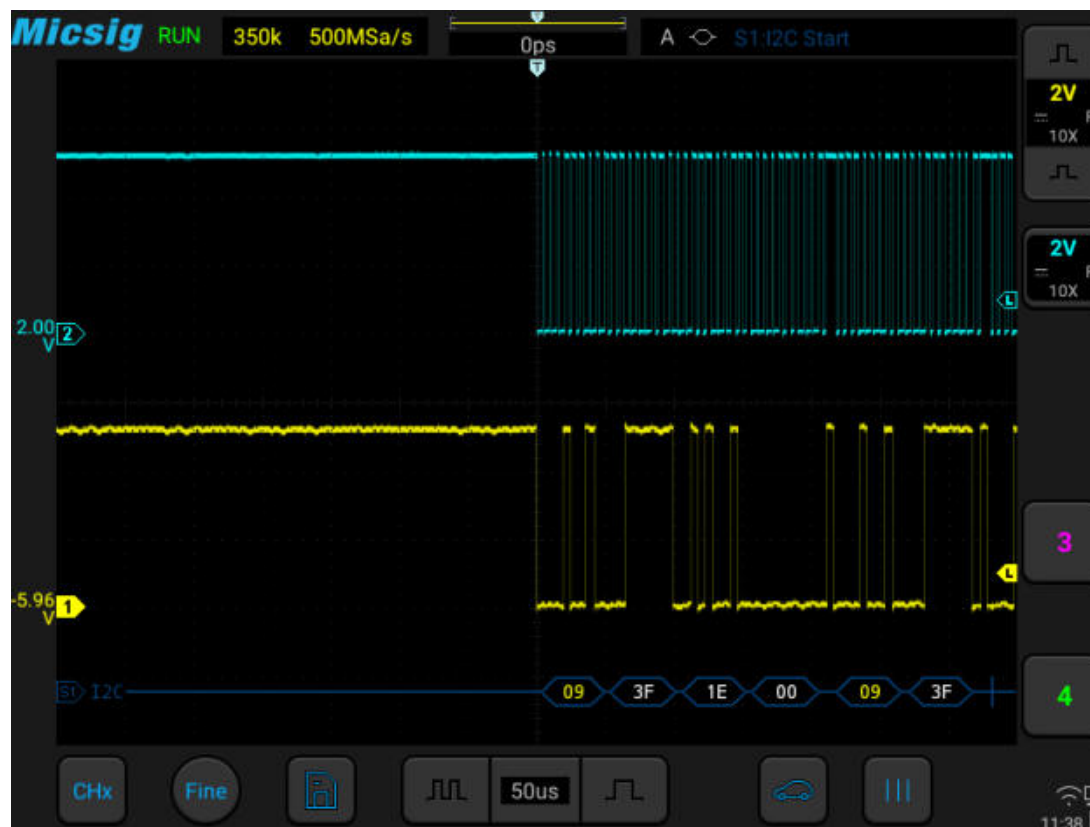 Micsig RUN 350k 500MSa/s 0ps A S1:I2C Start
T
T
2V
10X
2V
10X
L
2.00 2
V
L
-5.96 1
V
3
S1 I2C 09 3F 1E 00 09 3F
4
CHx Fine 50us
11:38